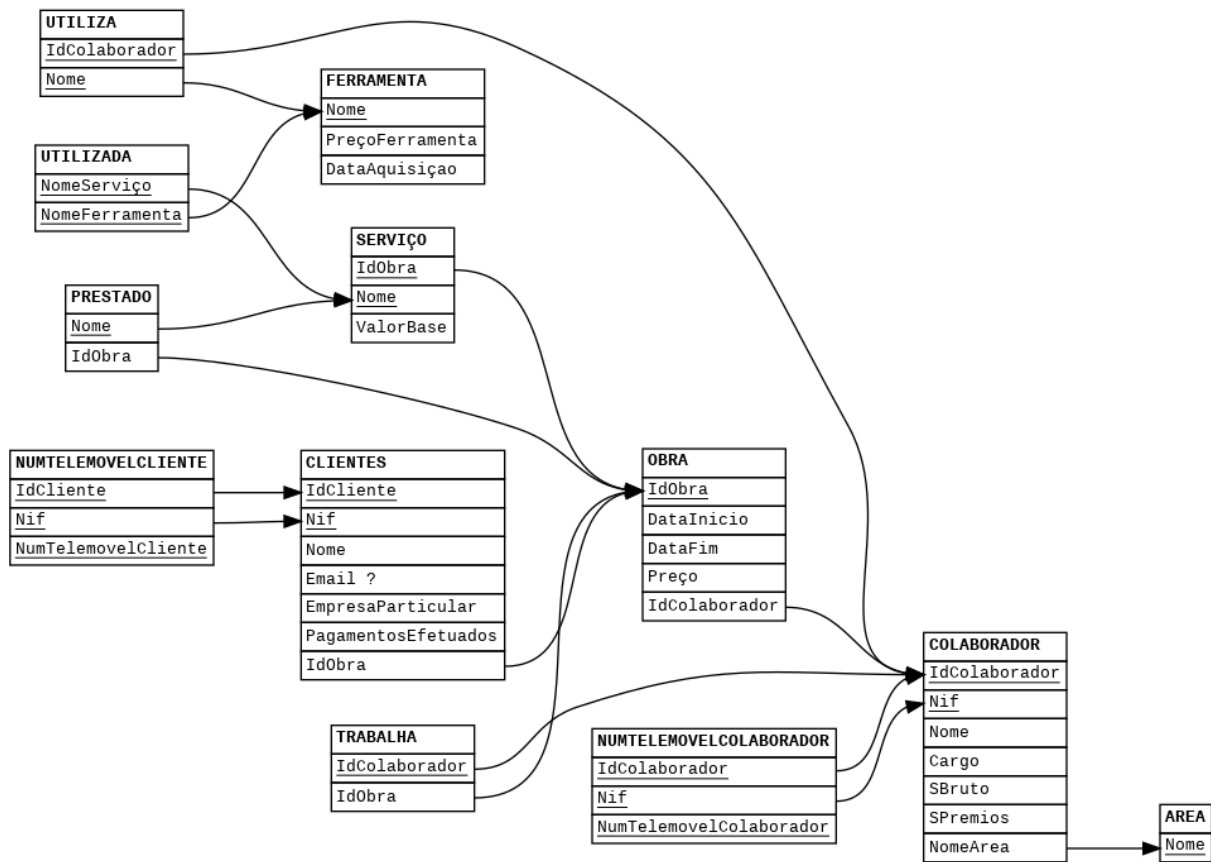 UTILIZA
IdColaborador
Nome
FERRAMENTA
Nome
PreçoFerramenta
DataAquisiçao
UTILIZADA
NomeServiço
NomeFerramenta
SERVIÇO
IdObra
Nome
ValorBase
PRESTADO
Nome
IdObra
NUMTELEMOVELCLIENTE
IdCliente
Nif
NumTelemovelCliente
CLIENTES
IdCliente
Nif
Nome
Email ?
EmpresaParticular
PagamentosEfetuados
IdObra
OBRA
IdObra
DataInicio
DataFim
Preço
IdColaborador
TRABALHA
IdColaborador
IdObra
NUMTELEMOVELCOLABORADOR
IdColaborador
Nif
NumTelemovelColaborador
COLABORADOR
IdColaborador
Nif
Nome
Cargo
SBruto
SPremios
NomeArea
AREA
Nome